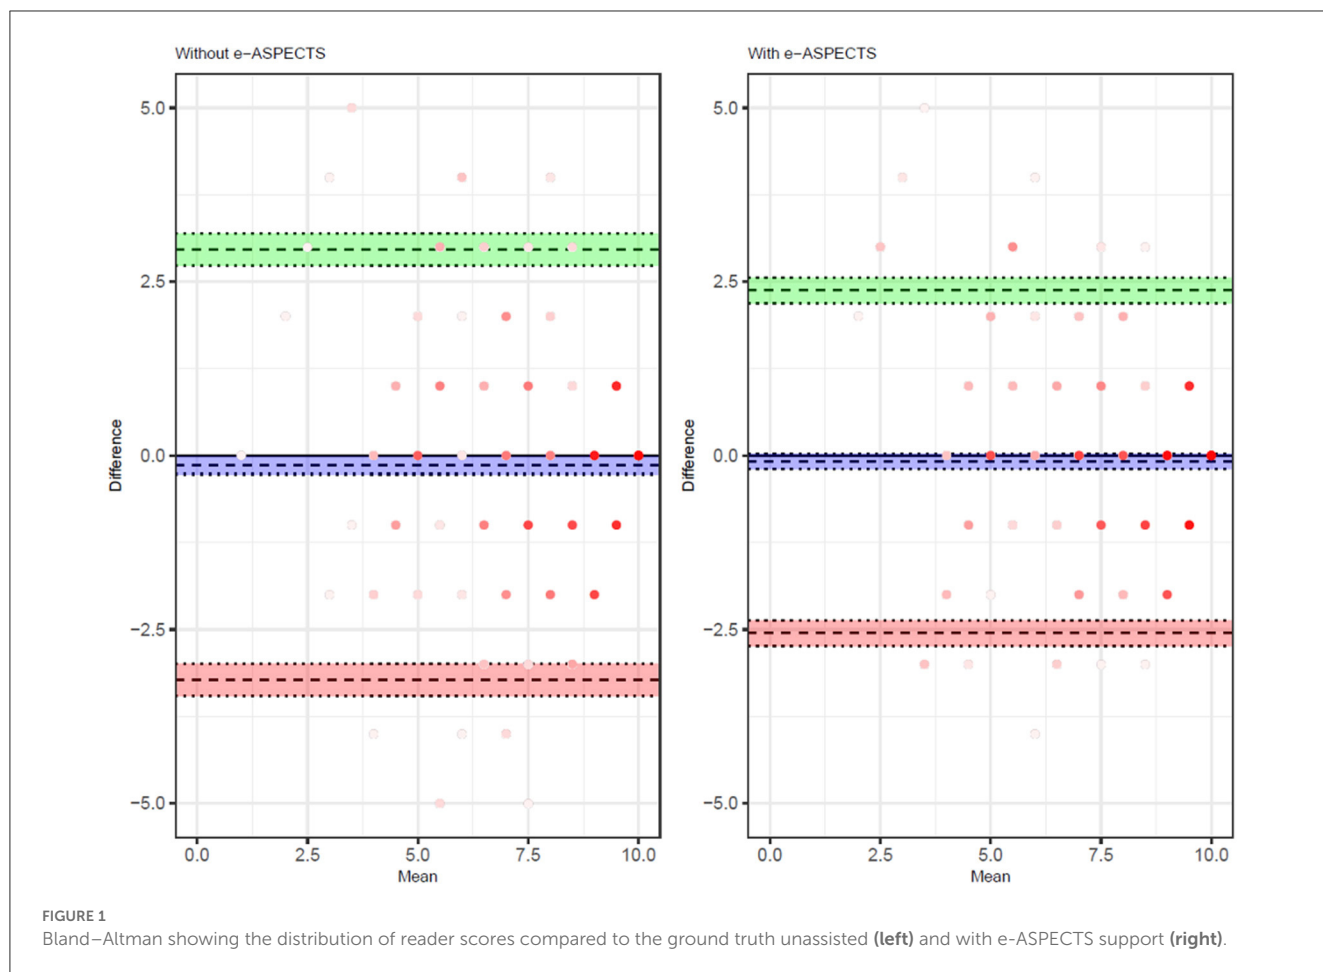 Without e−ASPECTS
With e−ASPECTS
5.0
2.5
0.0
−2.5
−5.0
Difference
0.0 2.5 5.0 7.5 10.0
Mean
5.0
2.5
0.0
−2.5
−5.0
Difference
0.0 2.5 5.0 7.5 10.0
Mean
FIGURE 1
Bland–Altman showing the distribution of reader scores compared to the ground truth unassisted (left) and with e-ASPECTS support (right).